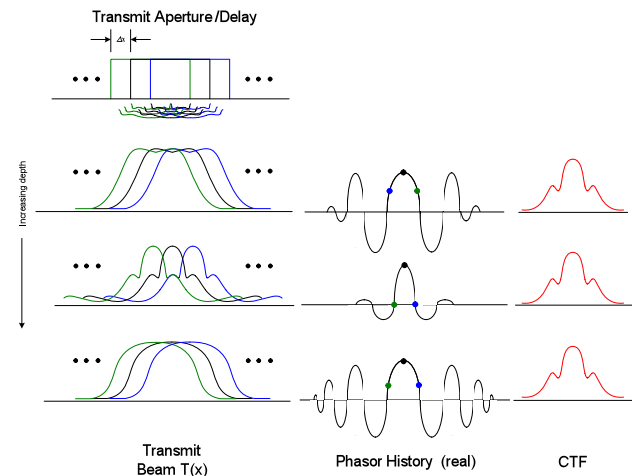 Transmit Aperture/Delay
Δx
Increasing depth
Transmit
Beam T(x)
Phasor History (real)
CTF